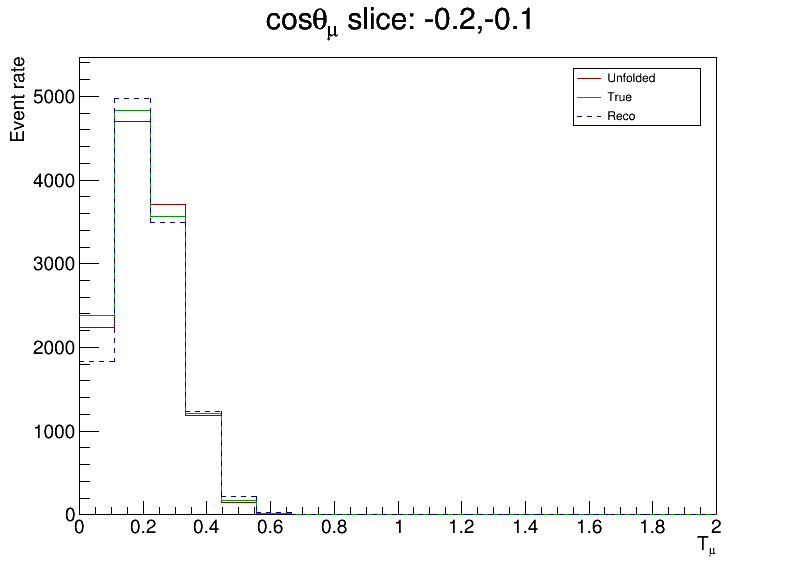 cosθμ slice: -0.2,-0.1
Event rate
Unfolded
True
Reco
5000
4000
3000
2000
1000
0
0 0.2 0.4 0.6 0.8 1 1.2 1.4 1.6 1.8 2
Tμ